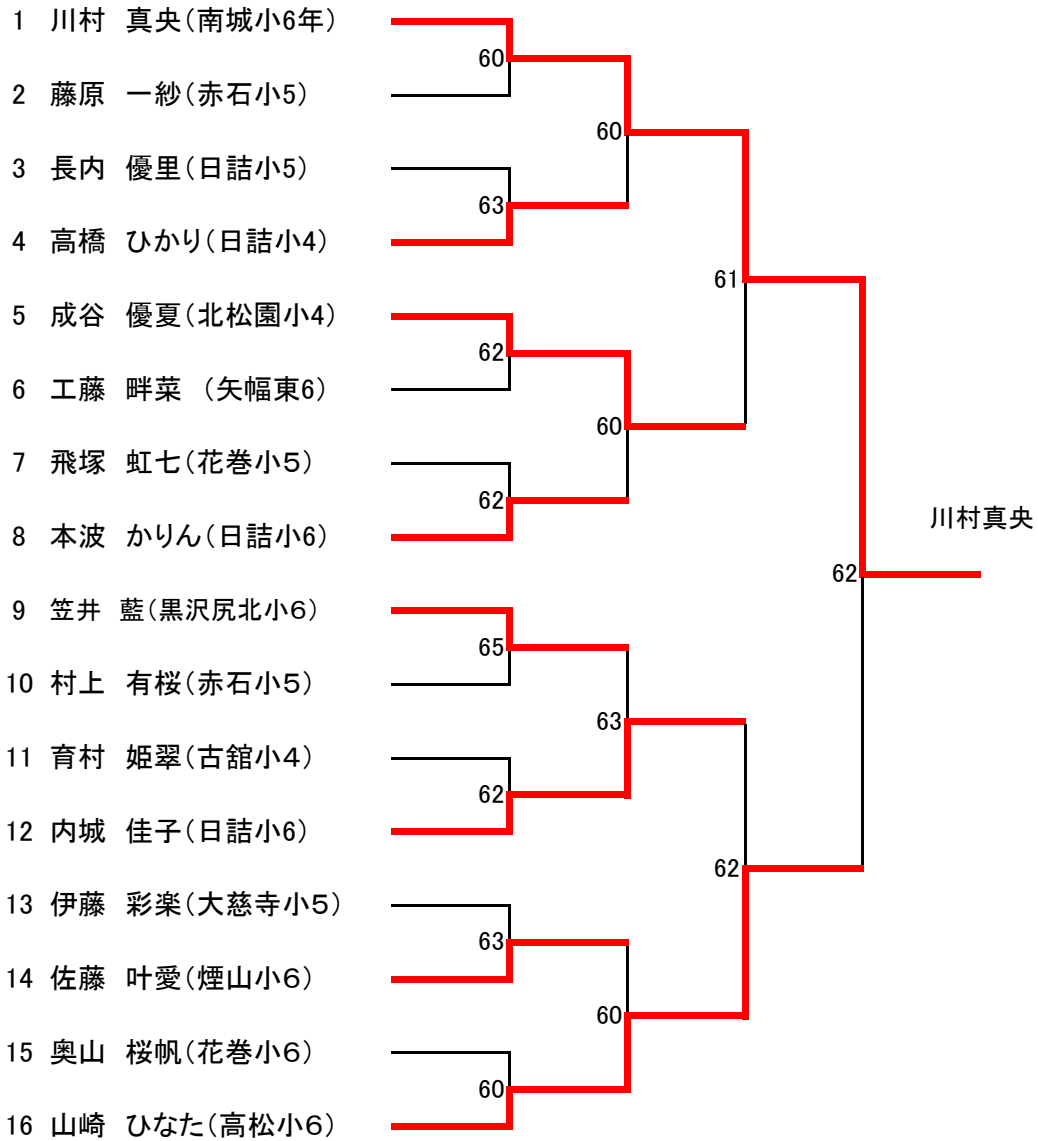 1 川村 真央(南城小6年)
60
2 藤原 一紗(赤石小5)
60
3 長内 優里(日詰小5)
63
4 高橋 ひかり(日詰小4)
61
5 成谷 優夏(北松園小4)
62
6 工藤 畔菜 (矢幅東6)
60
7 飛塚 虹七(花巻小５)
62
川村真央
8 本波 かりん(日詰小6)
62
9 笠井 藍(黒沢尻北小６)
65
10 村上 有桜(赤石小５)
63
11 育村 姫翠(古舘小４)
62
12 内城 佳子(日詰小6)
62
13 伊藤 彩楽(大慈寺小５)
63
14 佐藤 叶愛(煙山小６)
60
15 奥山 桜帆(花巻小６)
60
16 山崎 ひなた(高松小６)